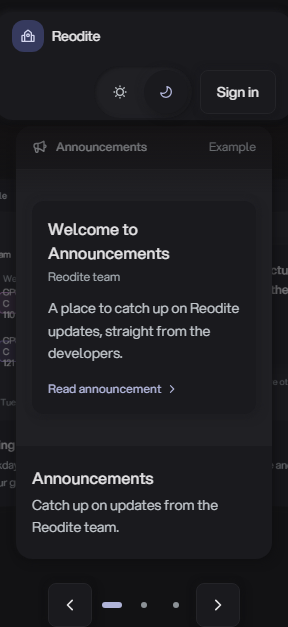 Reodite
Sign in
Announcements
Example
Welcome to
Announcements
Reodite team
A place to catch up on Reodite
updates, straight from the
developers.
Read announcement
Announcements
Catch up on updates from the
Reodite team.